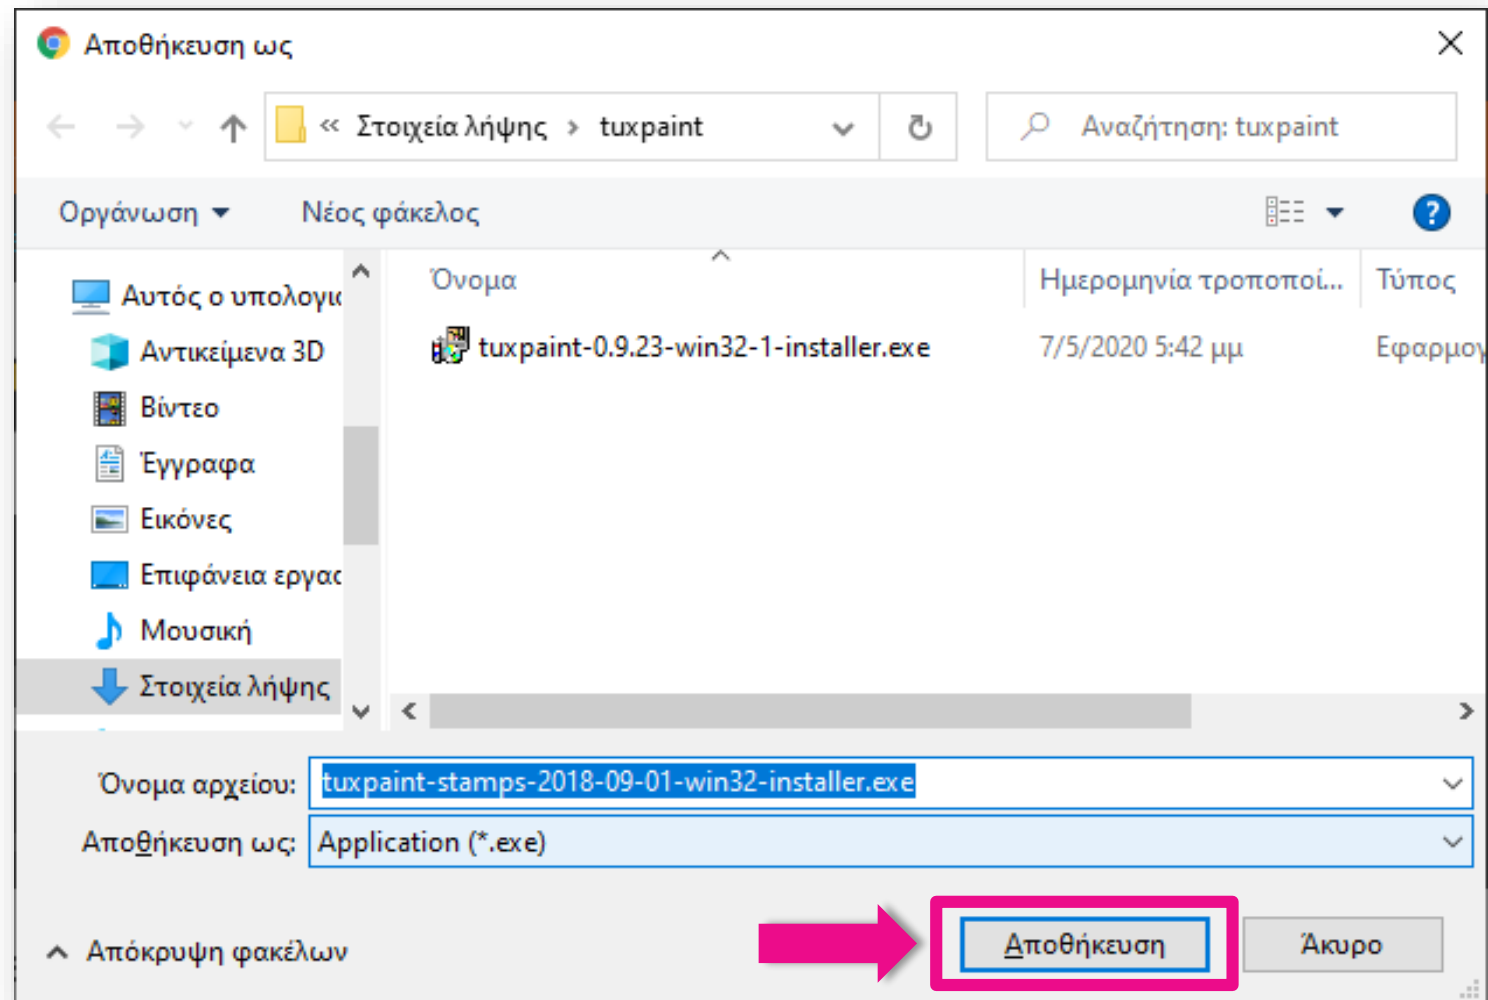 Αποθήκευση ως
« Στοιχεία λήψης › tuxpaint
Αναζήτηση: tuxpaint
Οργάνωση
Νέος φάκελος
?
Όνομα
Ημερομηνία τροποποί...
Τύπος
Αυτός ο υπολογι
Αντικείμενα 3D
Βίντεο
Έγγραφα
Εικόνες
Επιφάνεια εργασ
Μουσική
Στοιχεία λήψης
tuxpaint-0.9.23-win32-1-installer.exe
7/5/2020 5:42 μμ
Εφαρμογ
Όνομα αρχείου:
tuxpaint-stamps-2018-09-01-win32-installer.exe
Αποθήκευση ως:
Application (*.exe)
Απόκρυψη φακέλων
Αποθήκευση
Άκυρο